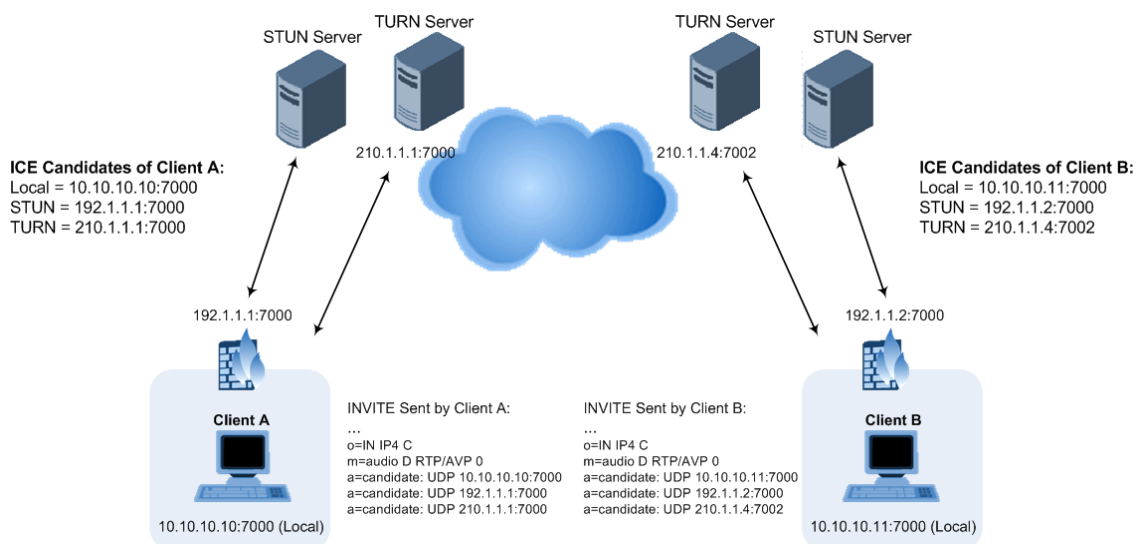 TURN Server
STUN Server
TURN Server
STUN Server
210.1.1.1:7000
210.1.1.4:7002
ICE Candidates of Client A:
Local = 10.10.10.10:7000
STUN = 192.1.1.1:7000
TURN = 210.1.1.1:7000
ICE Candidates of Client B:
Local = 10.10.10.11:7000
STUN = 192.1.1.2:7000
TURN = 210.1.1.4:7002
192.1.1.1:7000
192.1.1.2:7000
Client A
10.10.10.10:7000 (Local)
INVITE Sent by Client A:
...
o=IN IP4 C
m=audio D RTP/AVP 0
a=candidate: UDP 10.10.10.10:7000
a=candidate: UDP 192.1.1.1:7000
a=candidate: UDP 210.1.1.1:7000
INVITE Sent by Client B:
...
o=IN IP4 C
m=audio D RTP/AVP 0
a=candidate: UDP 10.10.10.11:7000
a=candidate: UDP 192.1.1.2:7000
a=candidate: UDP 210.1.1.4:7002
Client B
10.10.10.11:7000 (Local)